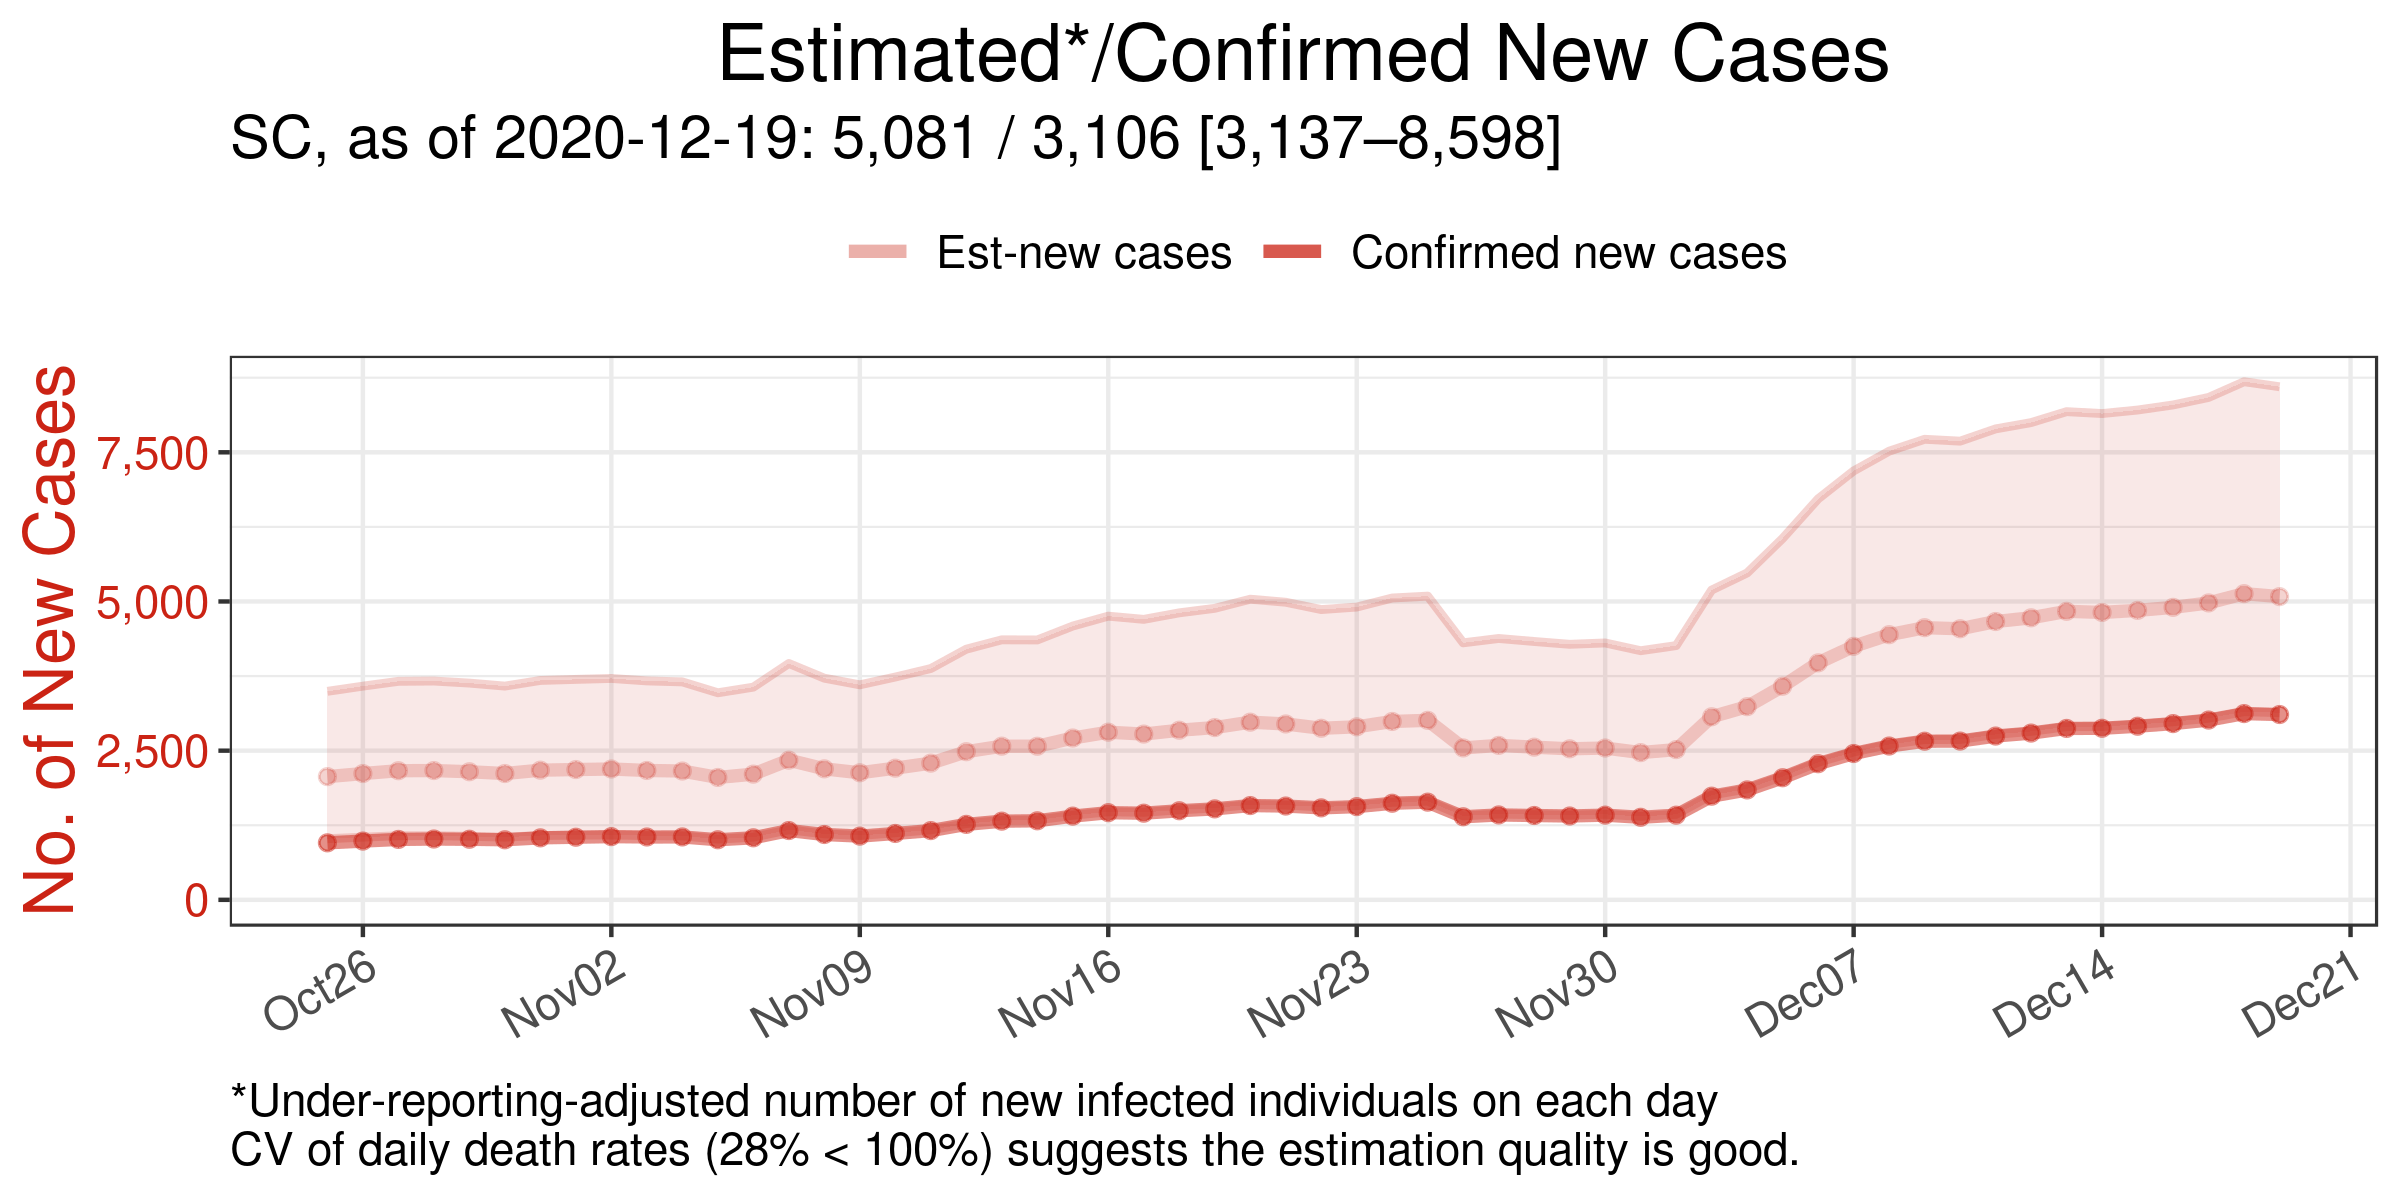 Estimated*/Confirmed New Cases
SC, as of 2020-12-19: 5,081 / 3,106 [3,137–8,598]
Est-new cases
Confirmed new cases
No. of New Cases
7,500
5,000
2,500
0
Oct26
Nov02
Nov09
Nov16
Nov23
Nov30
Dec07
Dec14
Dec21
*Under-reporting-adjusted number of new infected individuals on each day
CV of daily death rates (28% < 100%) suggests the estimation quality is good.